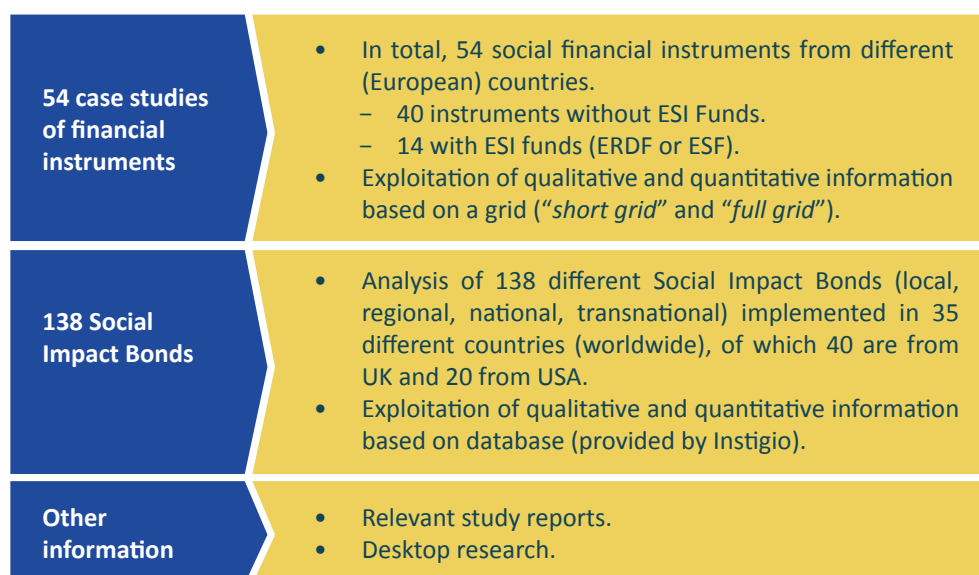 54 case studies
of financial
instruments
• In total, 54 social financial instruments from different
(European) countries.
− 40 instruments without ESI Funds.
− 14 with ESI funds (ERDF or ESF).
• Exploitation of qualitative and quantitative information
based on a grid (“short grid” and “full grid”).
138 Social
Impact Bonds
• Analysis of 138 different Social Impact Bonds (local,
regional, national, transnational) implemented in 35
different countries (worldwide), of which 40 are from
UK and 20 from USA.
• Exploitation of qualitative and quantitative information
based on database (provided by Instigio).
Other
information
• Relevant study reports.
• Desktop research.